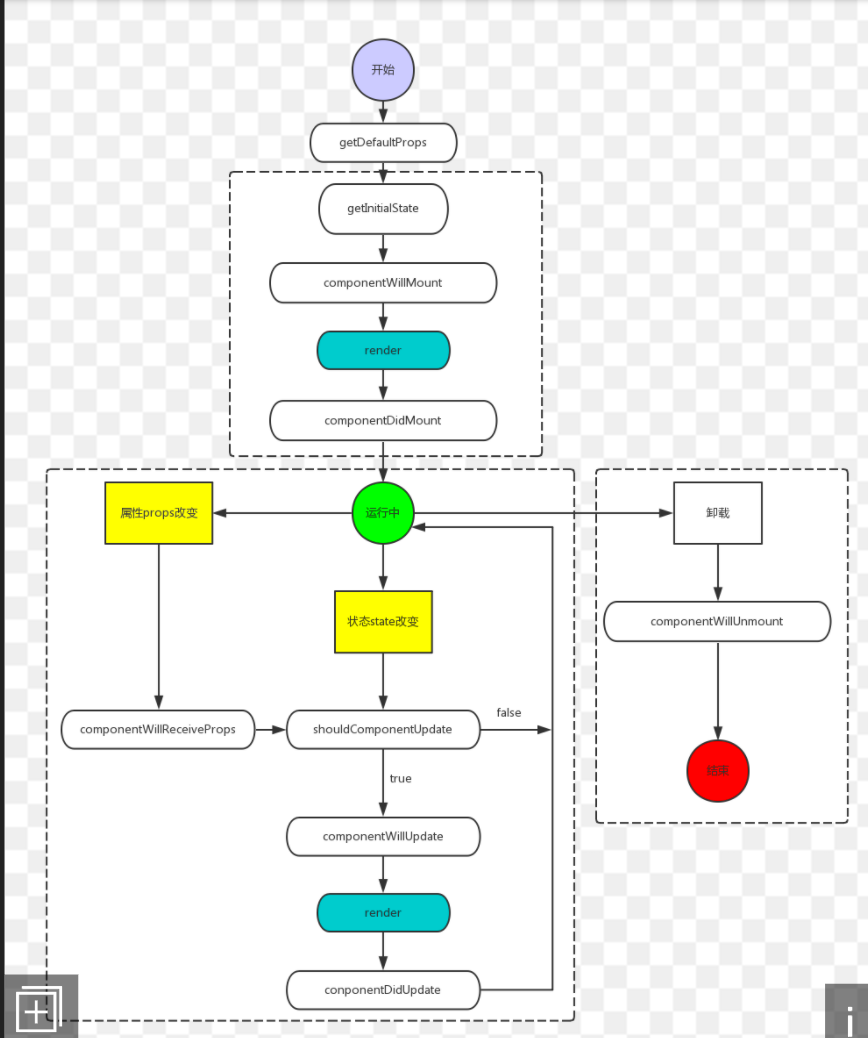 开始
getDefaultProps
getInitialState
componentWillMount
render
componentDidMount
属性props改变
运行中
卸载
状态state改变
componentWillUnmount
componentWillReceiveProps
shouldComponentUpdate
false
true
结束
componentWillUpdate
render
conponentDidUpdate